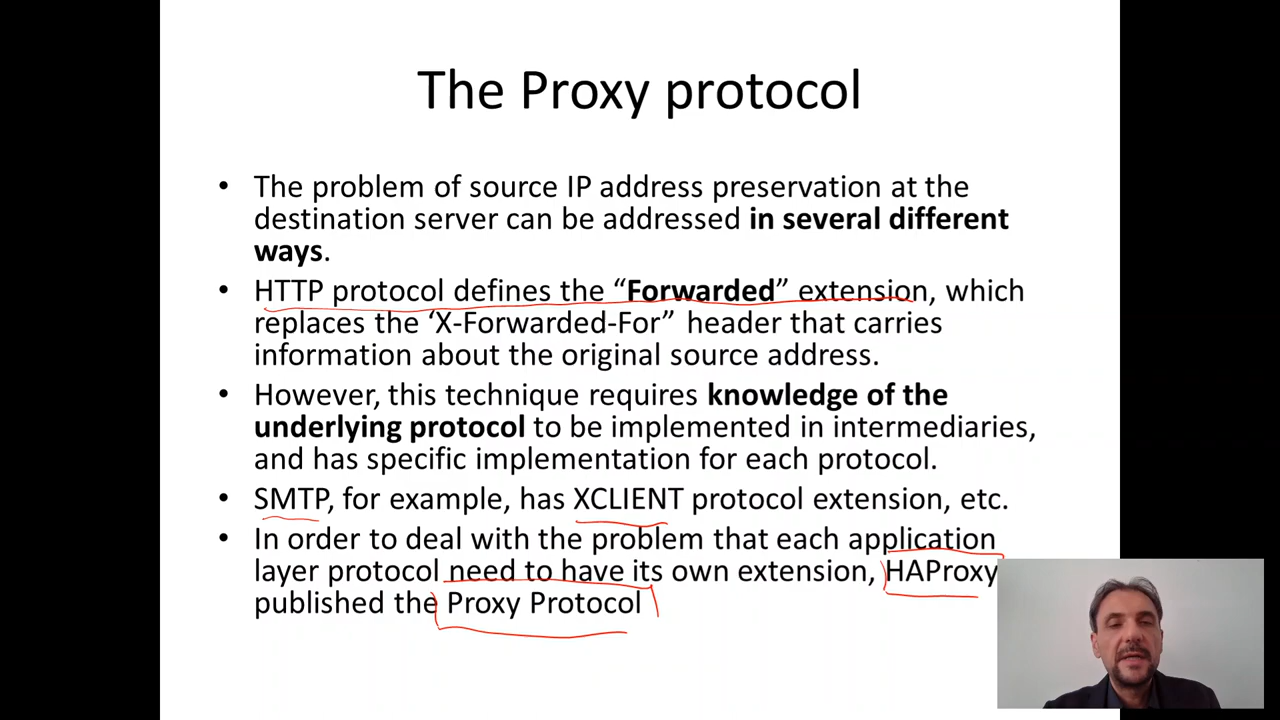 The Proxy protocol
• The problem of source IP address preservation at the
destination server can be addressed in several different
ways.
• HTTP protocol defines the “Forwarded” extension, which
replaces the ‘X-Forwarded-For” header that carries
information about the original source address.
• However, this technique requires knowledge of the
underlying protocol to be implemented in intermediaries,
and has specific implementation for each protocol.
• SMTP, for example, has XCLIENT protocol extension, etc.
• In order to deal with the problem that each application
layer protocol need to have its own extension, HAProxy
published the Proxy Protocol